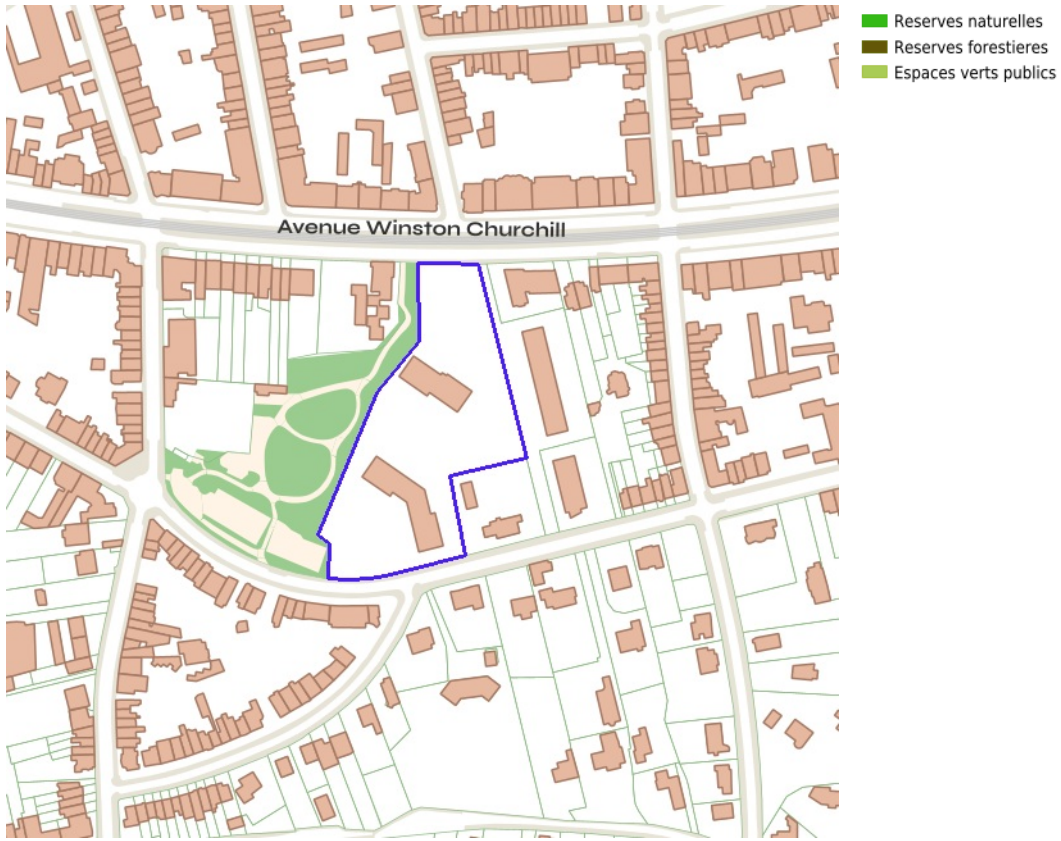 Reserves naturelles
Reserves forestieres
Espaces verts publics
Avenue Winston Churchill